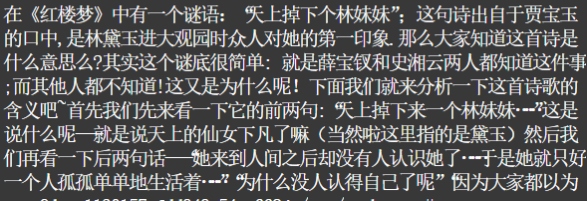 在《红楼梦》中有一个谜语：“天上掉下个林妹妹”；这句诗出自于贾宝玉
的口中,是林黛玉进大观园时众人对她的第一印象.那么大家知道这首诗是
什么意思么?其实这个谜底很简单: 就是薛宝钗和史湘云两人都知道这件事
;而其他人都不知道!这又是为什么呢！下面我们就来分析一下这首诗歌的
含义吧~首先我们先来看一下它的前两句:“天上掉下来一个林妹妹···”这是
说什么呢—就是说天上的仙女下凡了嘛（当然啦这里指的是黛玉）然后我
们再看一下后两句话——“她来到人间之后却没有人认识她了···于是她就只好
一个人孤孤单单地生活着···”“为什么没人认得自己了呢”“因为大家都以为